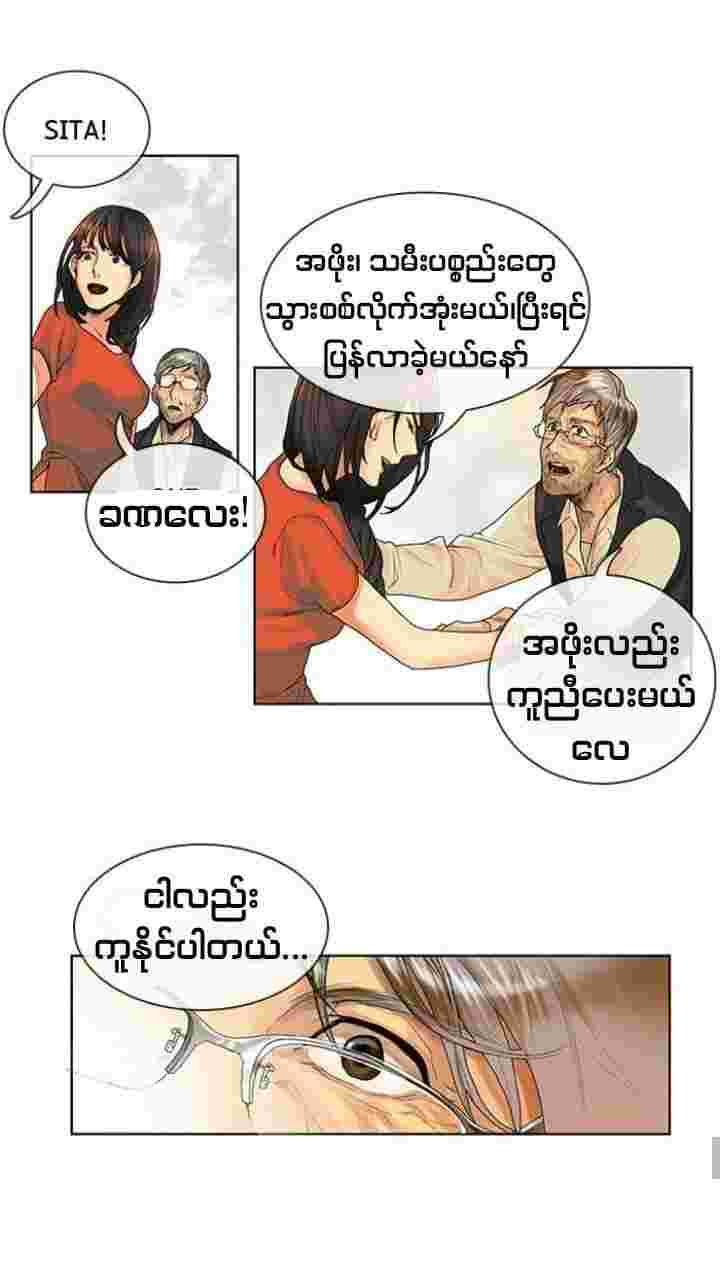 SITA!
အဖိုး၊ သမီးပစ္စည်းတွေ
သွားစစ်လိုက်အုံးမယ်၊ပြီးရင်
ပြန်လာခဲ့မယ်နော်
ခဏလေး!
အဖိုးလည်း
ကူညီပေးမယ်
လေ
ငါလည်း
ကူနိုင်ပါတယ်...